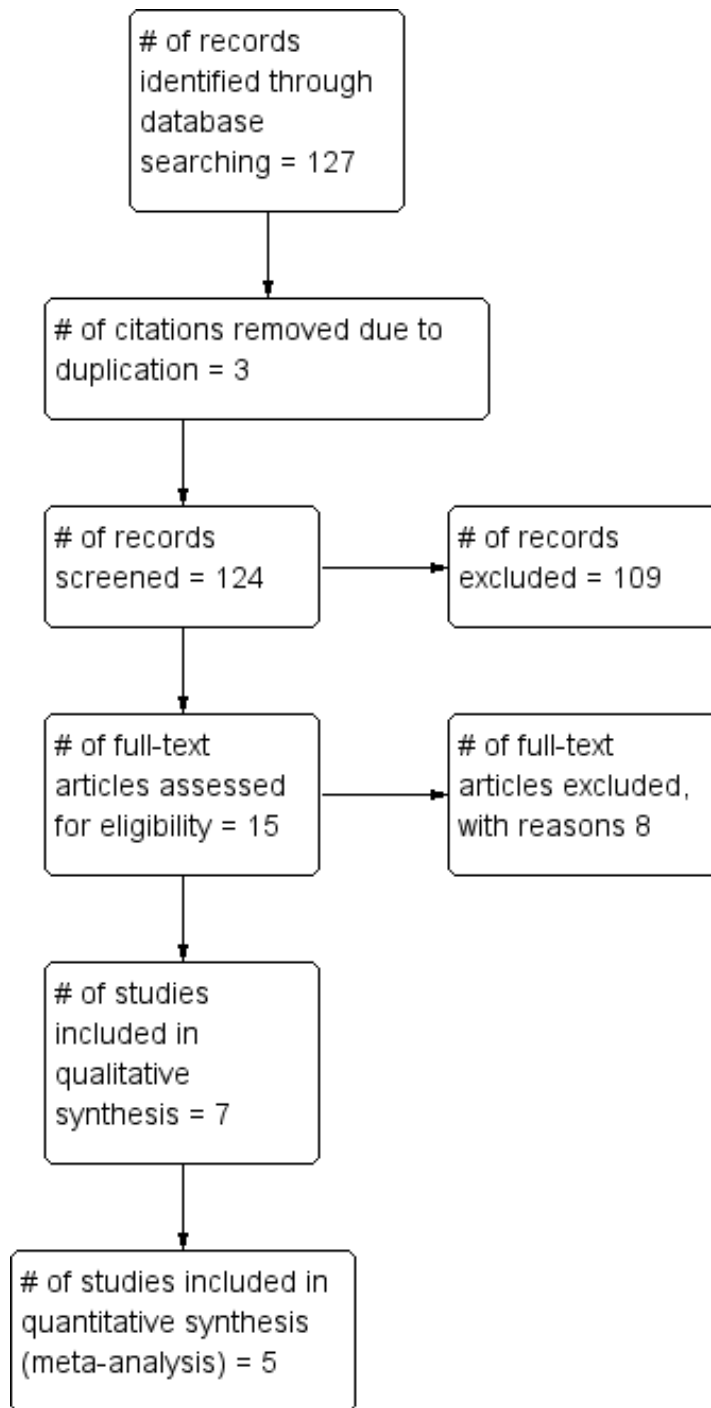 # of records
identified through
database
searching = 127
# of citations removed due to
duplication = 3
# of records
screened = 124
# of records
excluded = 109
# of full-text
articles assessed
for eligibility = 15
# of full-text
articles excluded,
with reasons 8
# of studies
included in
qualitative
synthesis = 7
# of studies included in
quantitative synthesis
(meta-analysis) = 5